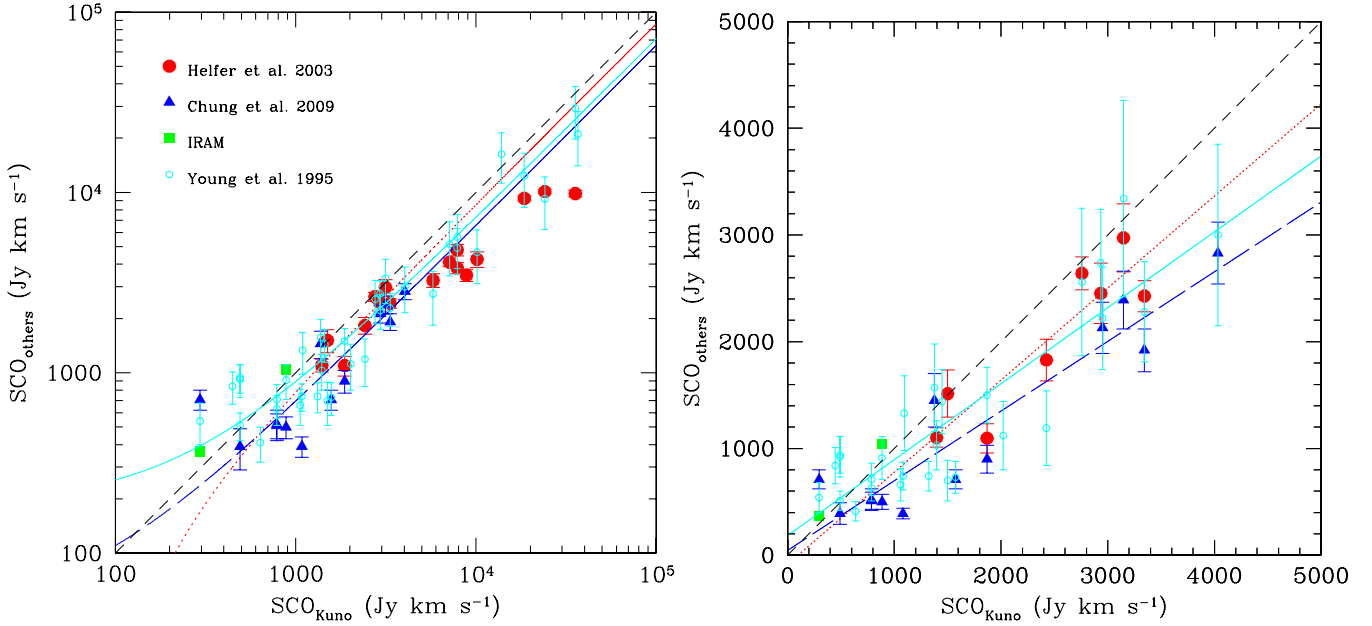 10⁵
10⁴
1000
100
SCO_others (Jy km s⁻¹)
Helfer et al. 2003
Chung et al. 2009
IRAM
Young et al. 1995
100 1000 10⁴ 10⁵
SCO_Kuno (Jy km s⁻¹)
5000
4000
3000
2000
1000
0
SCO_others (Jy km s⁻¹)
0 1000 2000 3000 4000 5000
SCO_Kuno (Jy km s⁻¹)